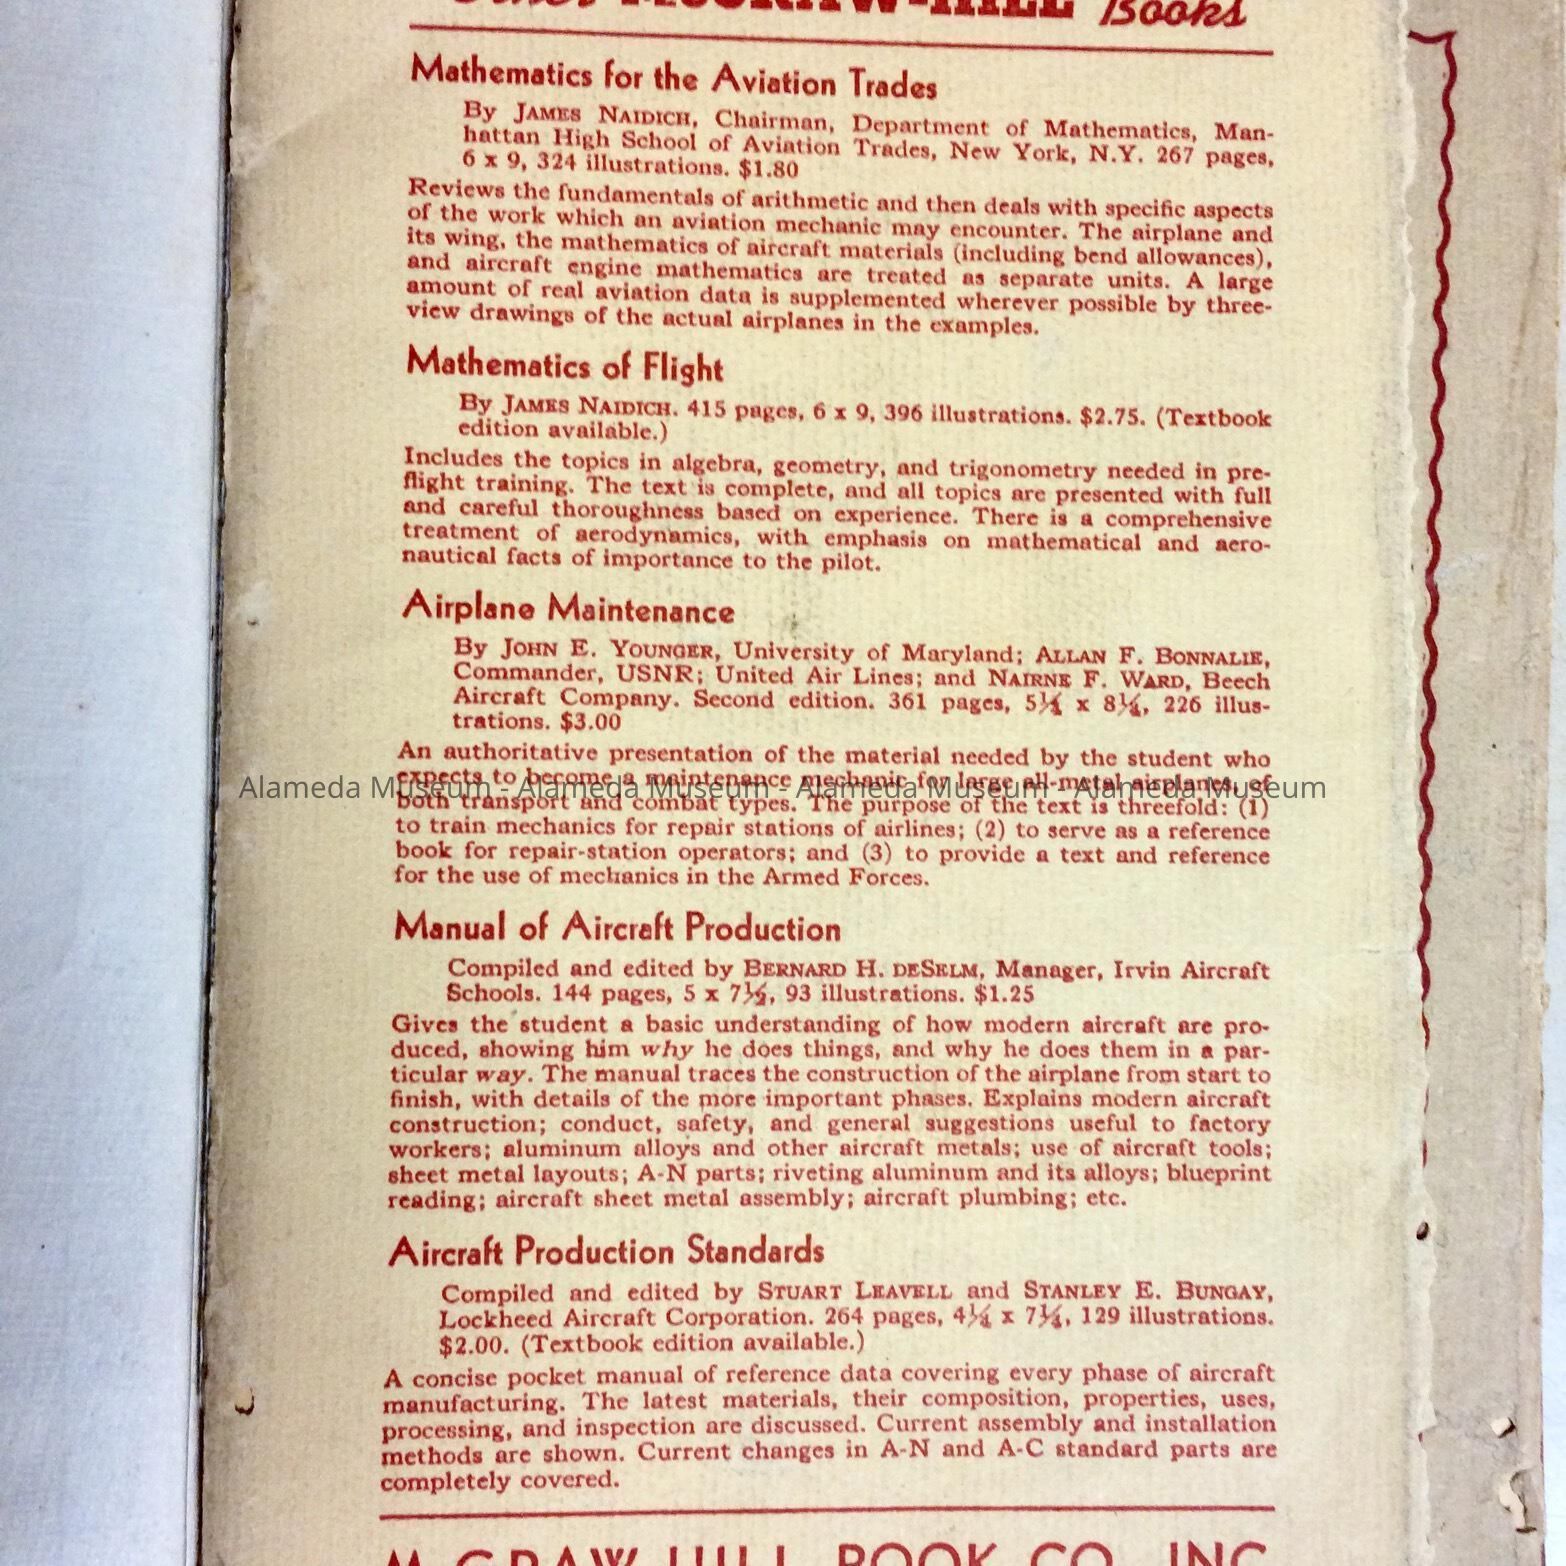 Other McGRAW-HILL Books
Mathematics for the Aviation Trades
By JAMES NAIDICH, Chairman, Department of Mathematics, Man-
hattan High School of Aviation Trades, New York, N.Y. 267 pages,
6 x 9, 324 illustrations. $1.80
Reviews the fundamentals of arithmetic and then deals with specific aspects
of the work which an aviation mechanic may encounter. The airplane and
its wing, the mathematics of aircraft materials (including bend allowances),
and aircraft engine mathematics are treated as separate units. A large
amount of real aviation data is supplemented wherever possible by three-
view drawings of the actual airplanes in the examples.
Mathematics of Flight
By JAMES NAIDICH. 415 pages, 6 x 9, 396 illustrations. $2.75. (Textbook
edition available.)
Includes the topics in algebra, geometry, and trigonometry needed in pre-
flight training. The text is complete, and all topics are presented with full
and careful thoroughness based on experience. There is a comprehensive
treatment of aerodynamics, with emphasis on mathematical and aero-
nautical facts of importance to the pilot.
Airplane Maintenance
By JOHN E. YOUNGER, University of Maryland; ALLAN F. BONNALIE,
Commander, USNR; United Air Lines; and NAIRNE F. WARD, Beech
Aircraft Company. Second edition. 361 pages, 5¼ x 8¼, 226 illus-
trations. $3.00
An authoritative presentation of the material needed by the student who
expects to become a maintenance mechanic for large all-metal airplanes, of
Alameda Museum - Alameda Museum - Alameda Museum - Alameda Museum
both transport and combat types. The purpose of the text is threefold: (1)
to train mechanics for repair stations of airlines; (2) to serve as a reference
book for repair-station operators; and (3) to provide a text and reference
for the use of mechanics in the Armed Forces.
Manual of Aircraft Production
Compiled and edited by BERNARD H. DESELM, Manager, Irvin Aircraft
Schools. 144 pages, 5 x 7½, 93 illustrations. $1.25
Gives the student a basic understanding of how modern aircraft are pro-
duced, showing him why he does things, and why he does them in a par-
ticular way. The manual traces the construction of the airplane from start to
finish, with details of the more important phases. Explains modern aircraft
construction; conduct, safety, and general suggestions useful to factory
workers; aluminum alloys and other aircraft metals; use of aircraft tools;
sheet metal layouts; A-N parts; riveting aluminum and its alloys; blueprint
reading; aircraft sheet metal assembly; aircraft plumbing; etc.
Aircraft Production Standards
Compiled and edited by STUART LEAVELL and STANLEY E. BUNGAY,
Lockheed Aircraft Corporation. 264 pages, 4¼ x 7¼, 129 illustrations.
$2.00. (Textbook edition available.)
A concise pocket manual of reference data covering every phase of aircraft
manufacturing. The latest materials, their composition, properties, uses,
processing, and inspection are discussed. Current assembly and installation
methods are shown. Current changes in A-N and A-C standard parts are
completely covered.
McGRAW-HILL BOOK CO., INC.